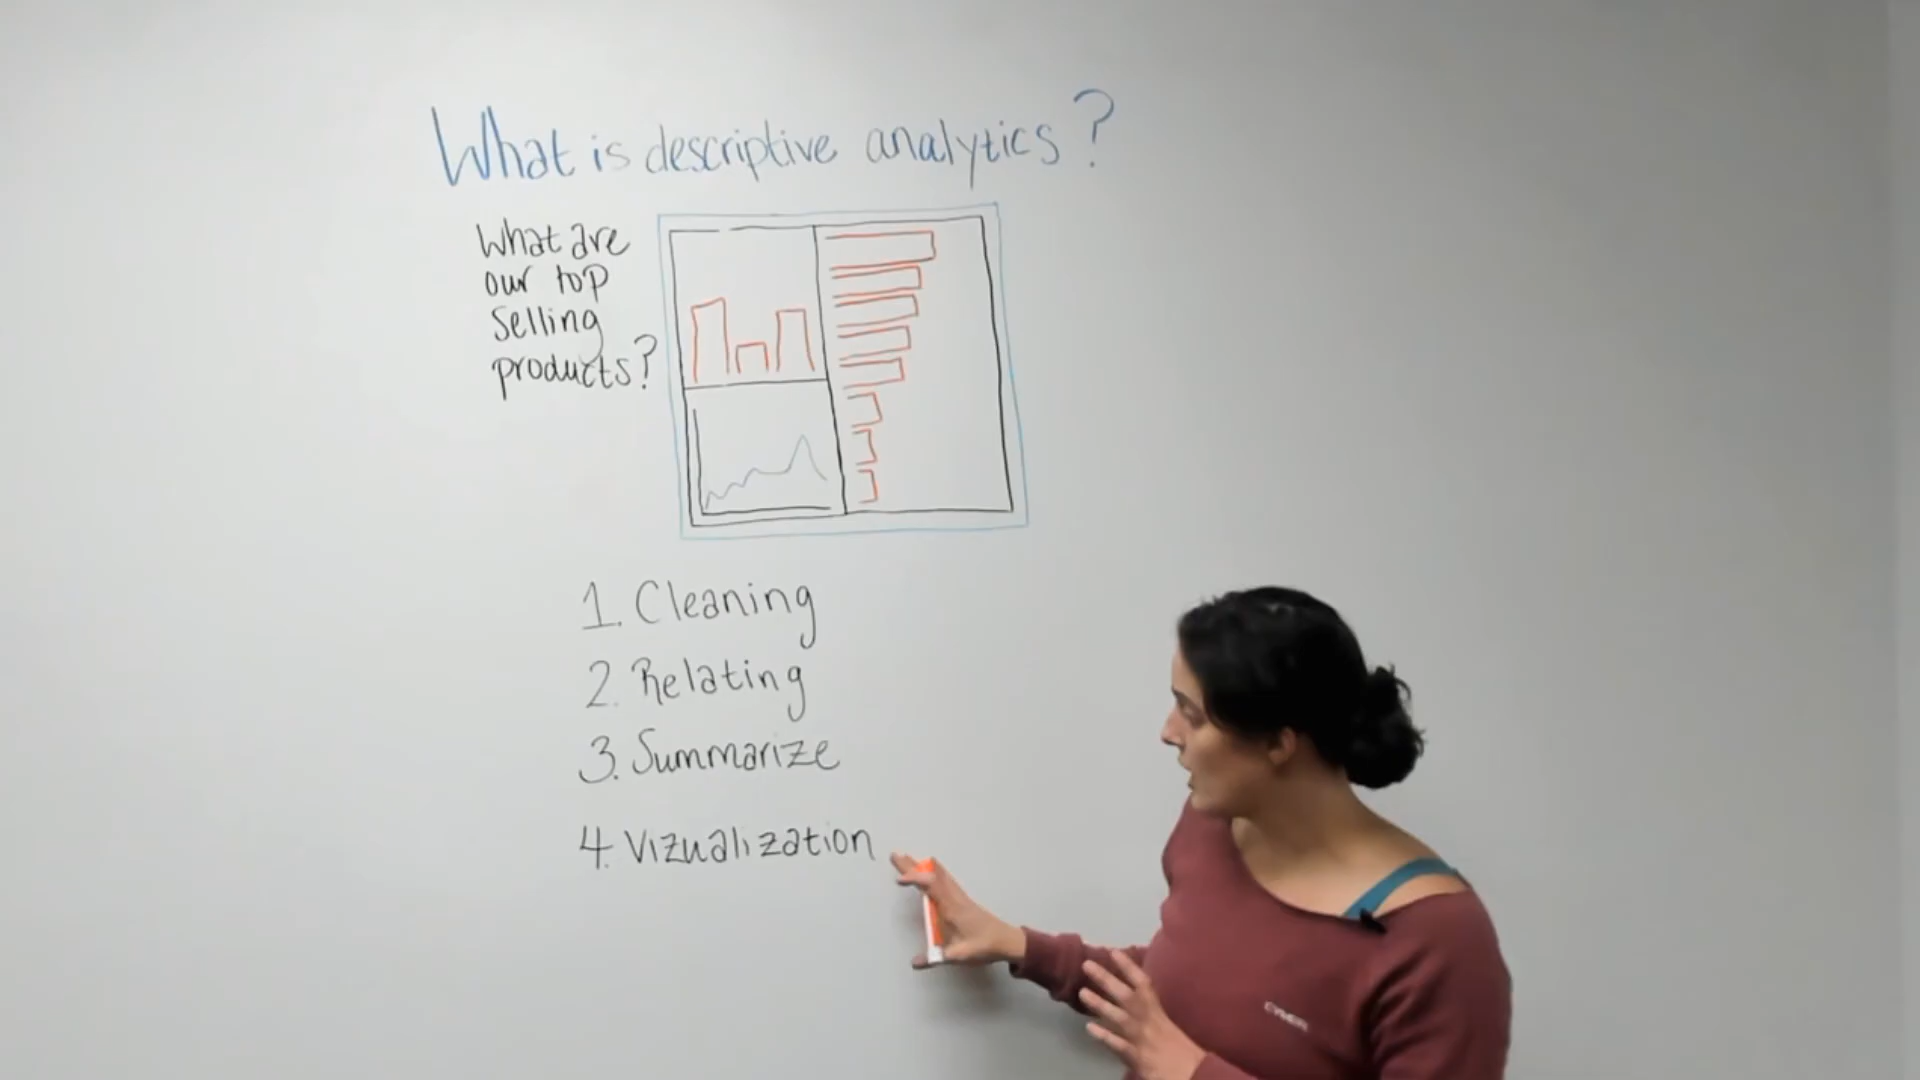 What is descriptive analytics?
What are
our top
selling
products?
1. Cleaning
2. Relating
3. Summarize
4. Vizualization